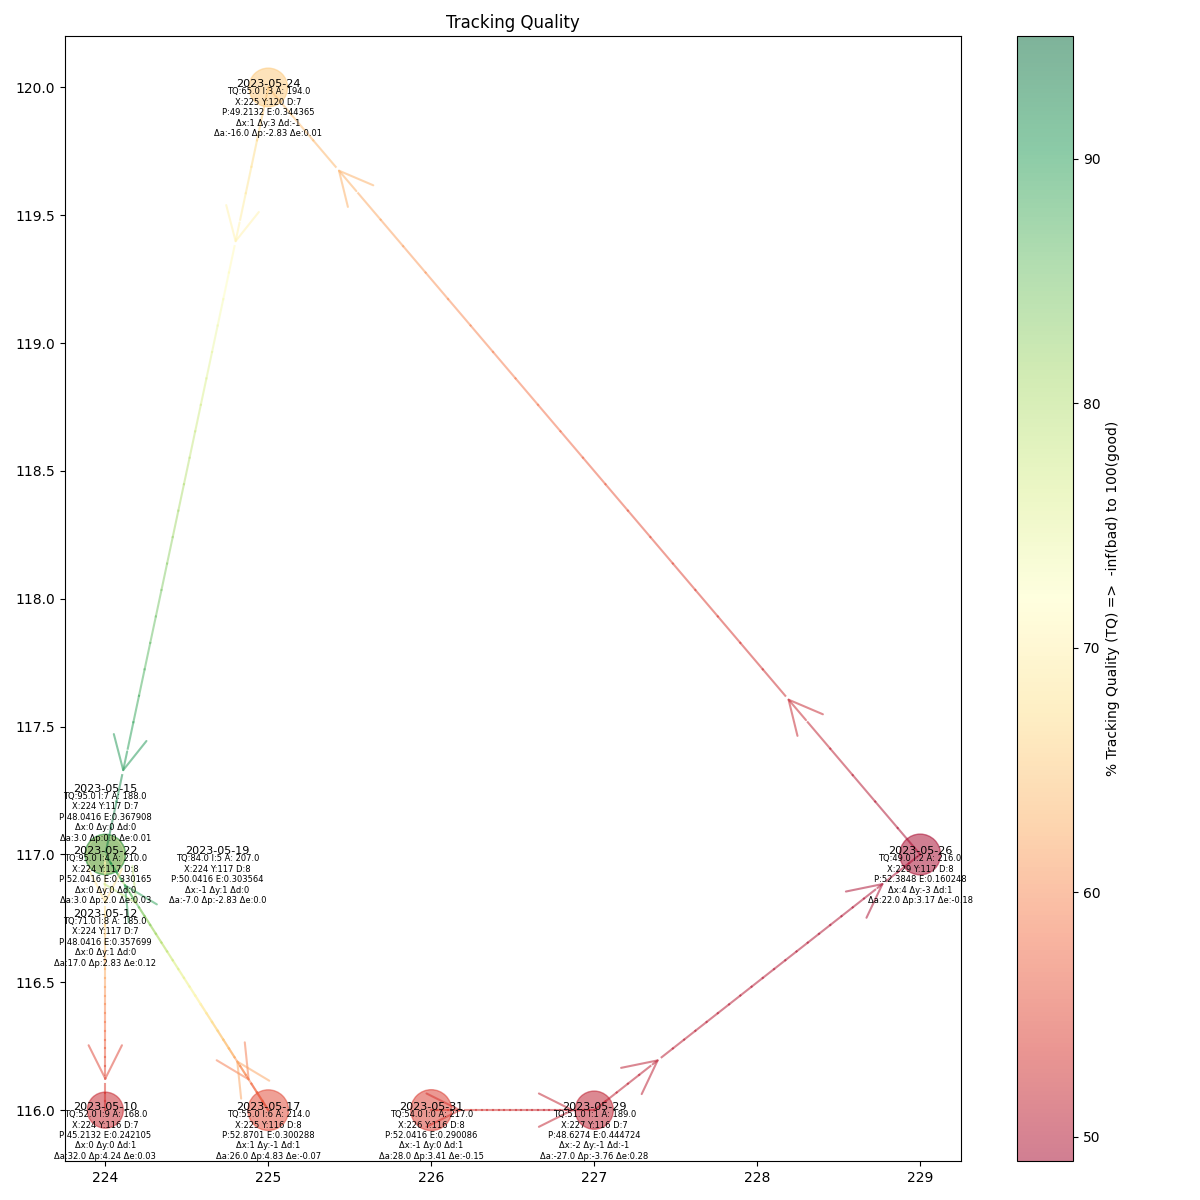 Tracking Quality
120.0
119.5
119.0
118.5
118.0
117.5
117.0
116.5
116.0
224
225
226
227
228
229
2023-05-24
TQ:65.0 I:3 A: 194.0
X:225 Y:120 D:7
P:49.2132 E:0.344365
Δx:1 Δy:3 Δd:-1
Δa:-16.0 Δp:-2.83 Δe:0.01
2023-05-15
TQ:95.0 I:7 A: 188.0
X:224 Y:117 D:7
P:48.0416 E:0.367908
Δx:0 Δy:0 Δd:0
Δa:3.0 Δp:0.0 Δe:0.01
2023-05-22
TQ:95.0 I:4 A: 210.0
X:224 Y:117 D:8
P:52.0416 E:0.330165
Δx:0 Δy:0 Δd:0
Δa:3.0 Δp:2.0 Δe:0.03
2023-05-19
TQ:84.0 I:5 A: 207.0
X:224 Y:117 D:8
P:50.0416 E:0.303564
Δx:-1 Δy:1 Δd:0
Δa:-7.0 Δp:-2.83 Δe:0.0
2023-05-12
TQ:71.0 I:8 A: 185.0
X:224 Y:117 D:7
P:48.0416 E:0.357699
Δx:0 Δy:1 Δd:0
Δa:17.0 Δp:2.83 Δe:0.12
2023-05-26
TQ:49.0 I:2 A: 216.0
X:229 Y:117 D:8
P:52.3848 E:0.160248
Δx:4 Δy:-3 Δd:1
Δa:22.0 Δp:3.17 Δe:-0.18
2023-05-10
TQ:52.0 I:9 A: 168.0
X:224 Y:116 D:7
P:45.2132 E:0.242105
Δx:0 Δy:0 Δd:1
Δa:32.0 Δp:4.24 Δe:0.03
2023-05-17
TQ:55.0 I:6 A: 214.0
X:225 Y:116 D:8
P:52.8701 E:0.300288
Δx:1 Δy:-1 Δd:1
Δa:26.0 Δp:4.83 Δe:-0.07
2023-05-31
TQ:54.0 I:0 A: 217.0
X:226 Y:116 D:8
P:52.0416 E:0.290086
Δx:-1 Δy:0 Δd:1
Δa:28.0 Δp:3.41 Δe:-0.15
2023-05-29
TQ:51.0 I:1 A: 189.0
X:227 Y:116 D:7
P:48.6274 E:0.444724
Δx:-2 Δy:-1 Δd:-1
Δa:-27.0 Δp:-3.76 Δe:0.28
90
80
70
60
50
% Tracking Quality (TQ) => -inf(bad) to 100(good)